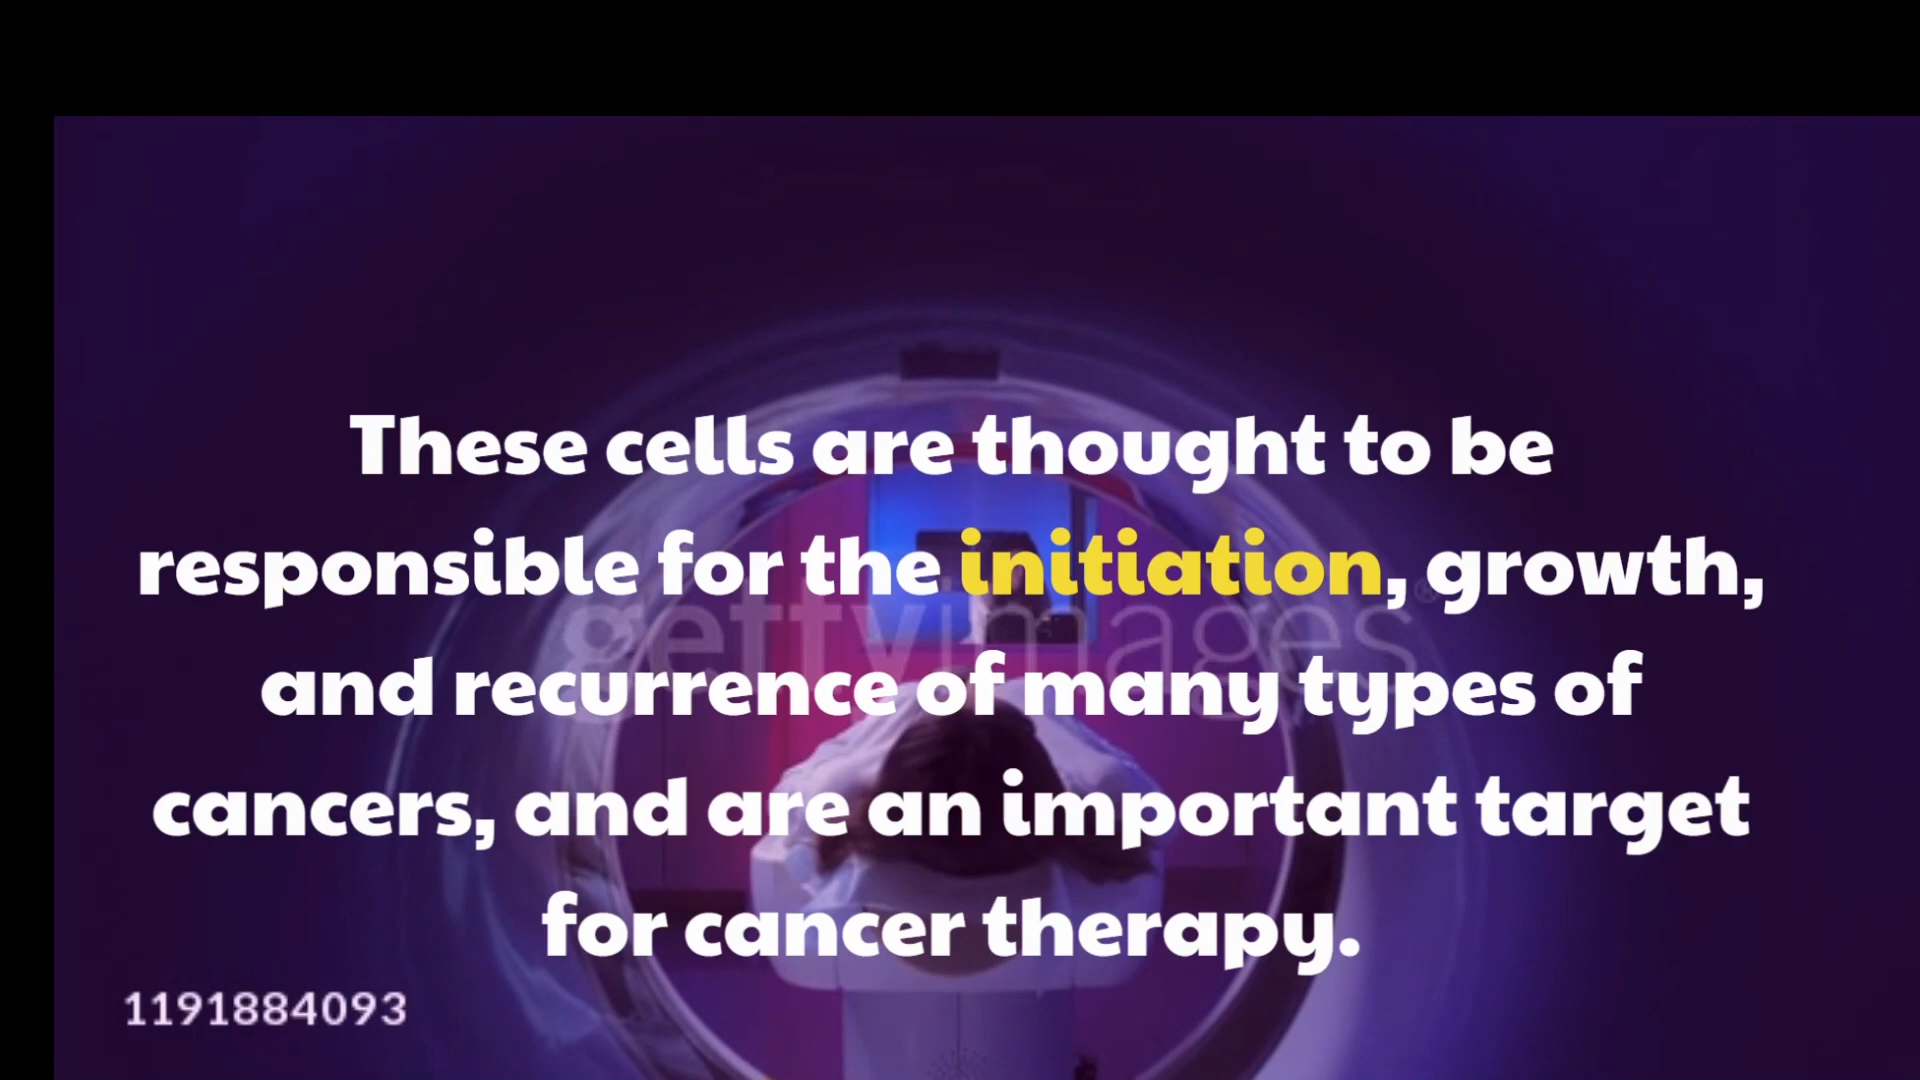 These cells are thought to be
responsible for the initiation, growth,
gettyimages®
and recurrence of many types of
cancers, and are an important target
for cancer therapy.
1191884093